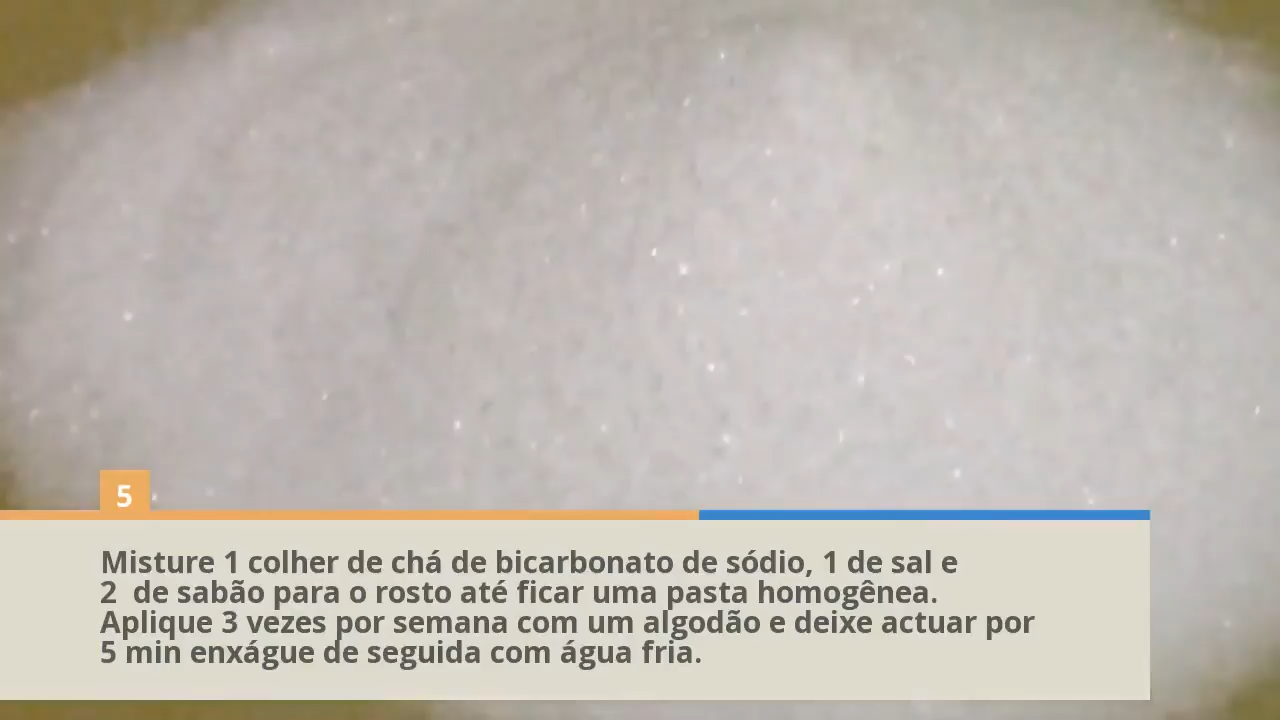 5
Misture 1 colher de chá de bicarbonato de sódio, 1 de sal e
2  de sabão para o rosto até ficar uma pasta homogênea.
Aplique 3 vezes por semana com um algodão e deixe actuar por
5 min enxágue de seguida com água fria.